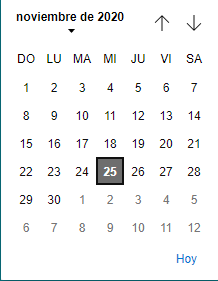 noviembre de 2020
DO LU MA MI JU VI SA
1 2 3 4 5 6 7
8 9 10 11 12 13 14
15 16 17 18 19 20 21
22 23 24 25 26 27 28
29 30 1 2 3 4 5
6 7 8 9 10 11 12
Hoy